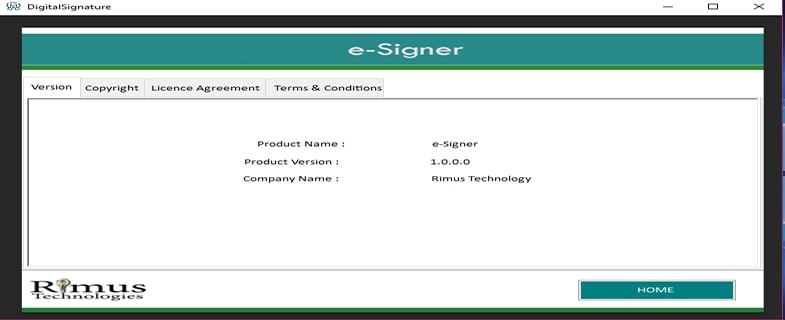 DigitalSignature
e-Signer
Version Copyright Licence Agreement Terms & Conditions
Product Name : e-Signer
Product Version : 1.0.0.0
Company Name : Rimus Technology
Rimus
Technologies
HOME